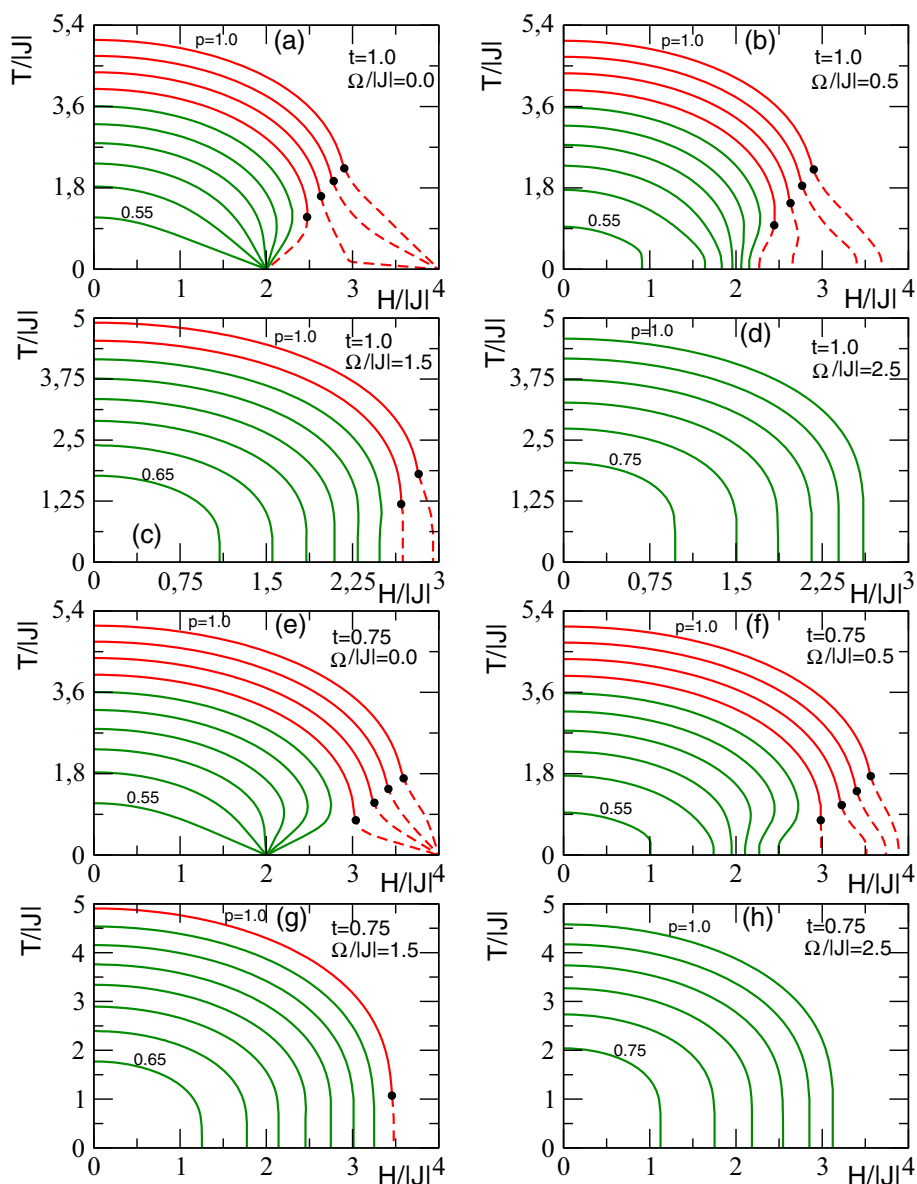 5,4
T/|J|
p=1.0
(a)
t=1.0
Ω/|J|=0.0
3,6
1,8
0.55
0
0
1
2
3
4
H/|J|
5,4
T/|J|
p=1.0
(b)
t=1.0
Ω/|J|=0.5
3,6
1,8
0.55
0
0
1
2
3
4
H/|J|
5
T/|J|
p=1.0
t=1.0
Ω/|J|=1.5
3,75
2,5
0.65
1,25
(c)
0
0
0,75
1,5
2,25
3
H/|J|
5
T/|J|
p=1.0
(d)
t=1.0
Ω/|J|=2.5
3,75
2,5
0.75
1,25
0
0
0,75
1,5
2,25
3
H/|J|
5,4
T/|J|
p=1.0
(e)
t=0.75
Ω/|J|=0.0
3,6
1,8
0.55
0
0
1
2
3
4
H/|J|
5,4
T/|J|
p=1.0
(f)
t=0.75
Ω/|J|=0.5
3,6
1,8
0.55
0
0
1
2
3
4
H/|J|
5
T/|J|
p=1.0
(g)
t=0.75
Ω/|J|=1.5
4
3
2
0.65
1
0
0
1
2
3
4
H/|J|
5
T/|J|
p=1.0
(h)
t=0.75
Ω/|J|=2.5
4
3
2
0.75
1
0
0
1
2
3
4
H/|J|